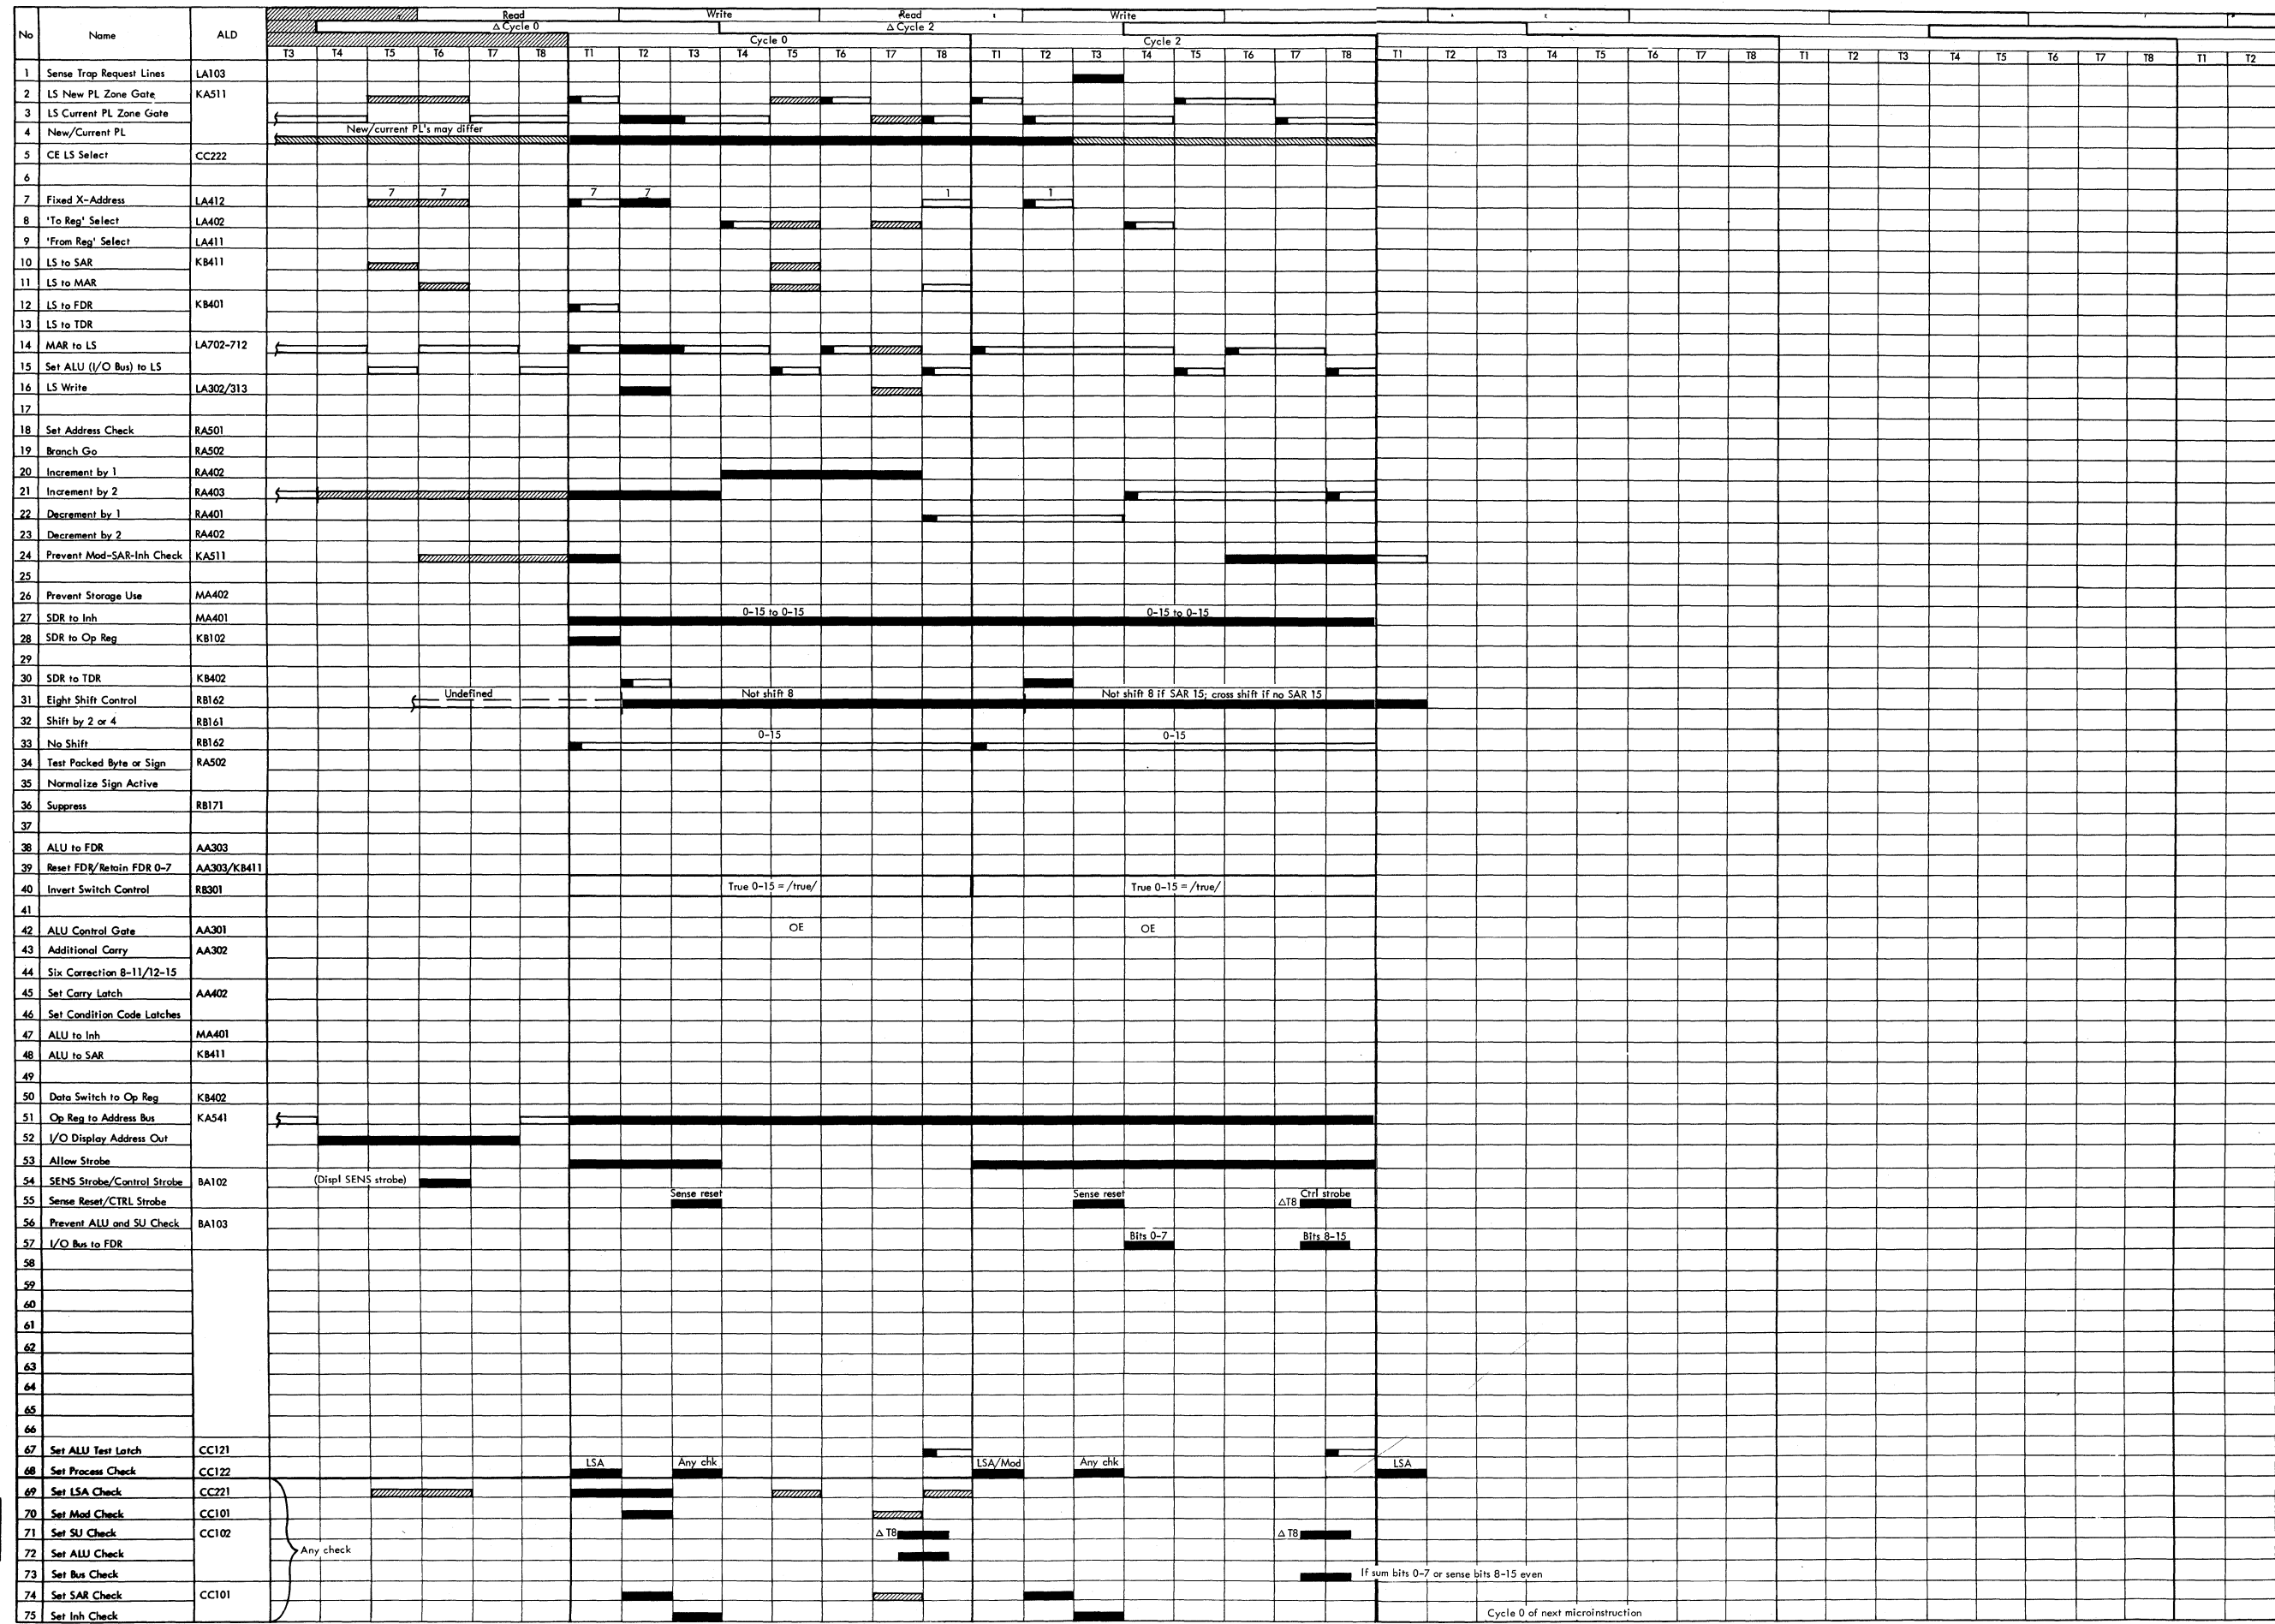 Read Write Read Write
Δ Cycle 0 Δ Cycle 2
No Name ALD
Cycle 0 Cycle 2
T3 T4 T5 T6 T7 T8 T1 T2 T3 T4 T5 T6 T7 T8 T1 T2 T3 T4 T5 T6 T7 T8 T1 T2 T3 T4 T5 T6 T7 T8 T1 T2 T3 T4 T5 T6 T7 T8 T1 T2
1 Sense Trap Request Lines LA103
2 LS New PL Zone Gate KA511
3 LS Current PL Zone Gate
4 New/Current PL New/current PL's may differ
5 CE LS Select CC222
6
7 7 7 7 1 1
7 Fixed X-Address LA412
8 'To Reg' Select LA402
9 'From Reg' Select LA411
10 LS to SAR KB411
11 LS to MAR
12 LS to FDR KB401
13 LS to TDR
14 MAR to LS LA702-712
15 Set ALU (I/O Bus) to LS
16 LS Write LA302/313
17
18 Set Address Check RA501
19 Branch Go RA502
20 Increment by 1 RA402
21 Increment by 2 RA403
22 Decrement by 1 RA401
23 Decrement by 2 RA402
24 Prevent Mod-SAR-Inh Check KA511
25
26 Prevent Storage Use MA402
27 SDR to Inh MA401 0-15 to 0-15 0-15 to 0-15
28 SDR to Op Reg KB102
29
30 SDR to TDR KB402
31 Eight Shift Control RB162 Undefined Not shift 8 Not shift 8 if SAR 15; cross shift if no SAR 15
32 Shift by 2 or 4 RB161
33 No Shift RB162 0-15 0-15
34 Test Packed Byte or Sign RA502
35 Normalize Sign Active
36 Suppress RB171
37
38 ALU to FDR AA303
39 Reset FDR/Retain FDR 0-7 AA303/KB411
40 Invert Switch Control RB301 True 0-15 = /true/ True 0-15 = /true/
41
42 ALU Control Gate AA301 OE OE
43 Additional Carry AA302
44 Six Correction 8-11/12-15
45 Set Carry Latch AA402
46 Set Condition Code Latches
47 ALU to Inh MA401
48 ALU to SAR KB411
49
50 Data Switch to Op Reg KB402
51 Op Reg to Address Bus KA541
52 I/O Display Address Out
53 Allow Strobe
54 SENS Strobe/Control Strobe BA102 (Displ SENS strobe)
55 Sense Reset/CTRL Strobe Sense reset Sense reset ΔT8 Ctrl strobe
56 Prevent ALU and SU Check BA103
57 I/O Bus to FDR Bits 0-7 Bits 8-15
58
59
60
61
62
63
64
65
66
67 Set ALU Test Latch CC121
68 Set Process Check CC122 LSA Any chk LSA/Mod Any chk LSA
69 Set LSA Check CC221
70 Set Mod Check CC101
71 Set SU Check CC102 Δ T8 Δ T8
72 Set ALU Check Any check
73 Set Bus Check If sum bits 0-7 or sense bits 8-15 even
74 Set SAR Check CC101
75 Set Inh Check Cycle 0 of next microinstruction